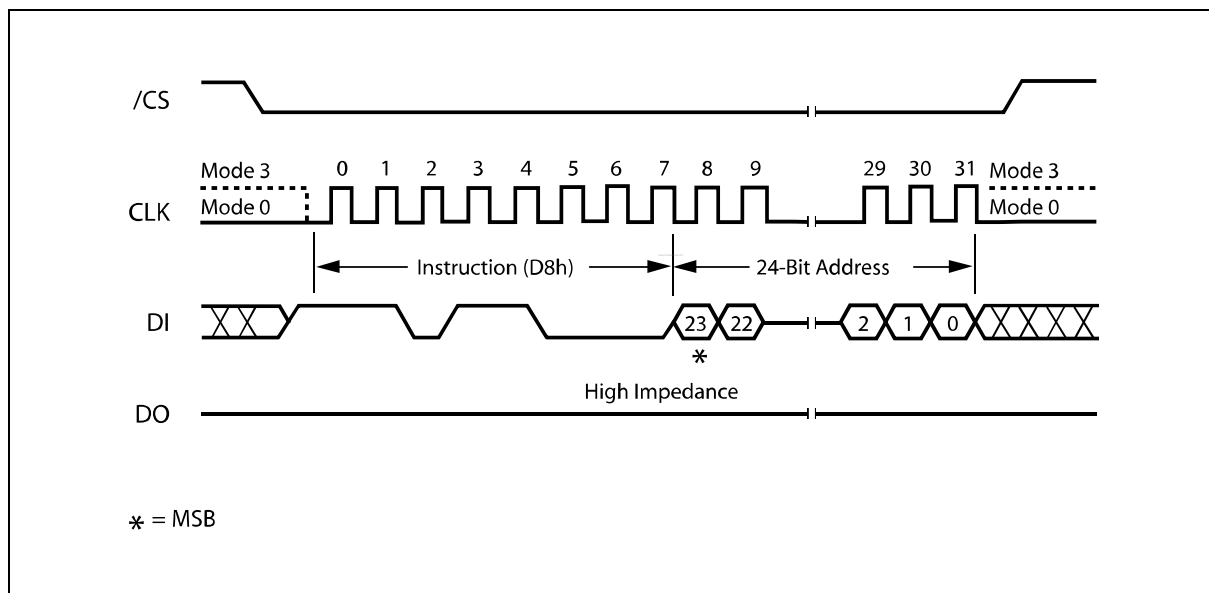 /CS
Mode 3 0 1 2 3 4 5 6 7 8 9 29 30 31 Mode 3
CLK Mode 0 Mode 0
Instruction (D8h) 24-Bit Address
DI 23 22 2 1 0
*
High Impedance
DO
* = MSB